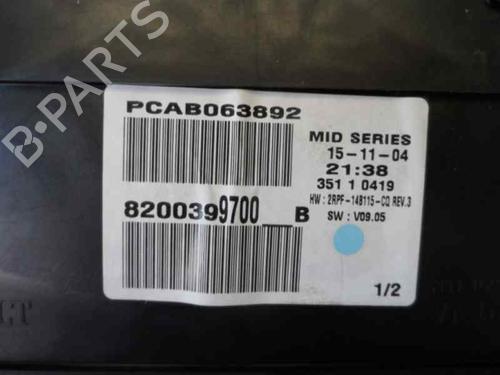 PCAB063892
MID SERIES
15-11-04
21:38
351 1 0419
HW : 2RPF-14B115-CQ REV.3
SW : V09.05
8200399700__B
1/2
B-PARTS